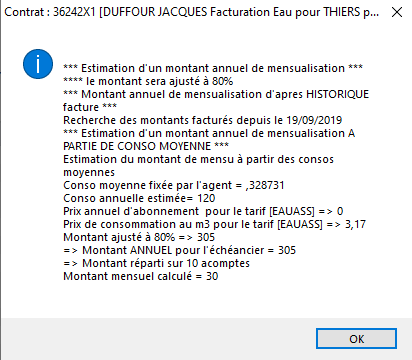 Contrat : 36242X1 [DUFFOUR JACQUES Facturation Eau pour THIERS p...
*** Estimation d'un montant annuel de mensualisation ***
**** le montant sera ajusté à 80%
*** Montant annuel de mensualisation d'apres HISTORIQUE
facture ***
Recherche des montants facturés depuis le 19/09/2019
*** Estimation d'un montant annuel de mensualisation A
PARTIE DE CONSO MOYENNE ***
Estimation du montant de mensu à partir des consos
moyennes
Conso moyenne fixée par l'agent = ,328731
Conso annuelle estimée= 120
Prix annuel d'abonnement  pour le tarif [EAUASS] => 0
Prix de consommation au m3 pour le tarif [EAUASS] => 3,17
Montant ajusté à 80% => 305
=> Montant ANNUEL pour l'échéancier = 305
=> Montant réparti sur 10 acomptes
Montant mensuel calculé = 30
OK